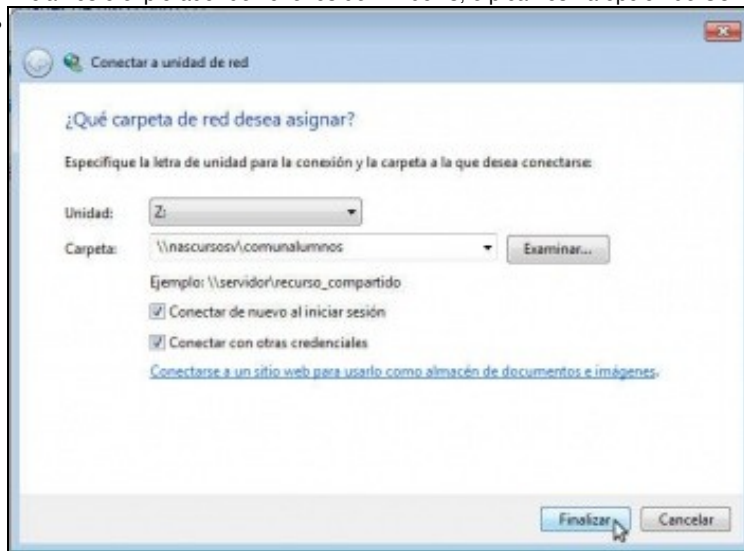 Conectar a unidad de red
¿Qué carpeta de red desea asignar?
Especifique la letra de unidad para la conexión y la carpeta a la que desea conectarse:
Unidad: Z:
Carpeta: \\nascursosv\comunalumnos Examinar...
Ejemplo: \\servidor\recurso_compartido
Conectar de nuevo al iniciar sesión
Conectar con otras credenciales
Conectarse a un sitio web para usarlo como almacén de documentos e imágenes.
Finalizar Cancelar